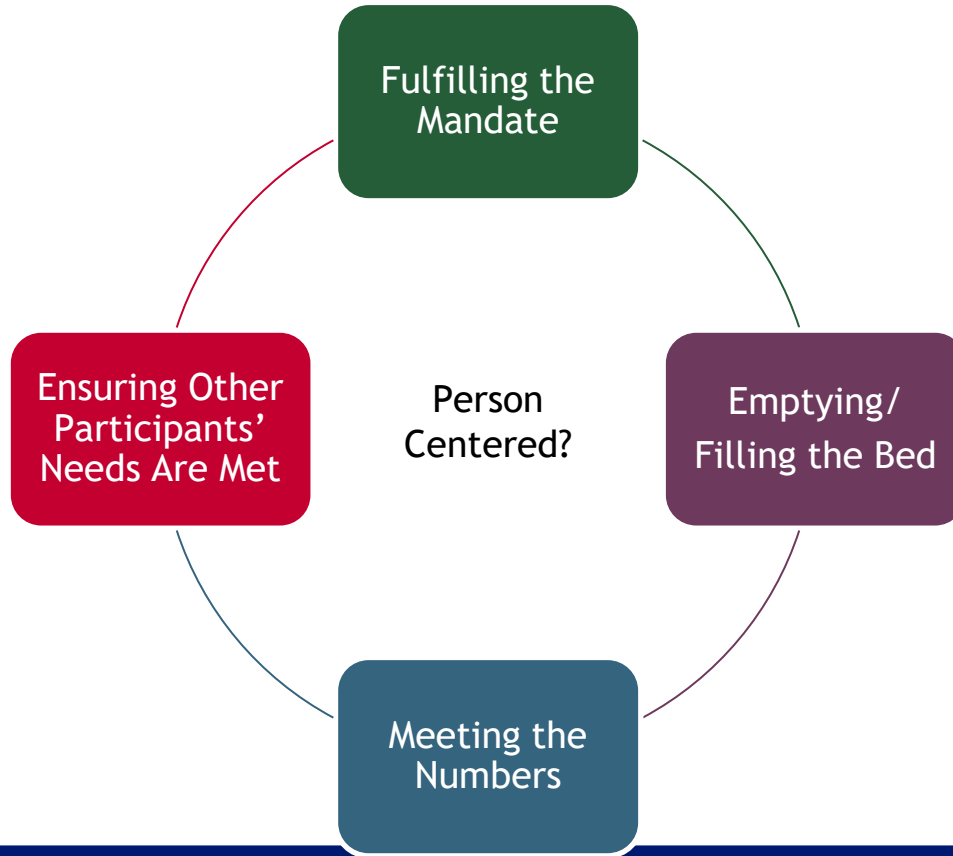 Fulfilling the
Mandate
Ensuring Other
Participants’
Needs Are Met
Person
Centered?
Emptying/
Filling the Bed
Meeting the
Numbers